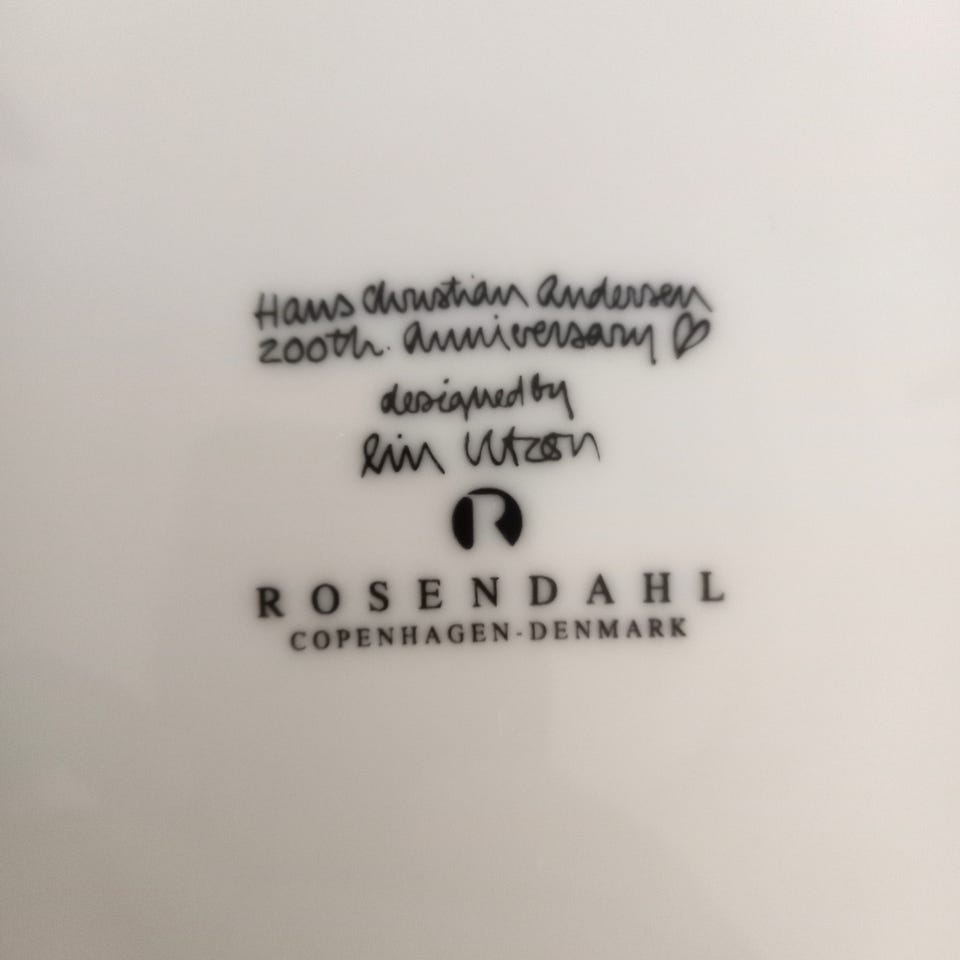 Hans Christian Andersen
200th. Anniversary ♡
designed by
Lin Utzon
R
ROSENDAHL
COPENHAGEN-DENMARK